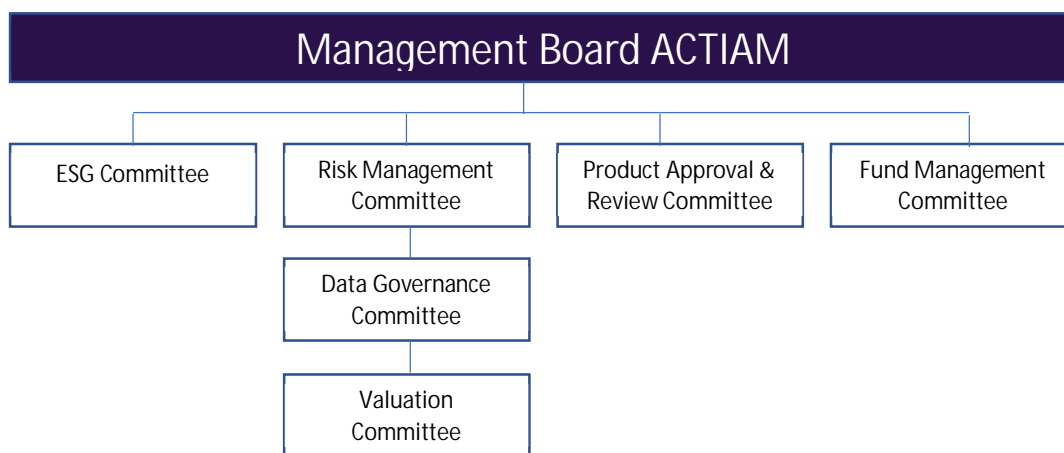 Management Board ACTIAM
ESG Committee
Risk Management
Committee
Product Approval &
Review Committee
Fund Management
Committee
Data Governance
Committee
Valuation
Committee